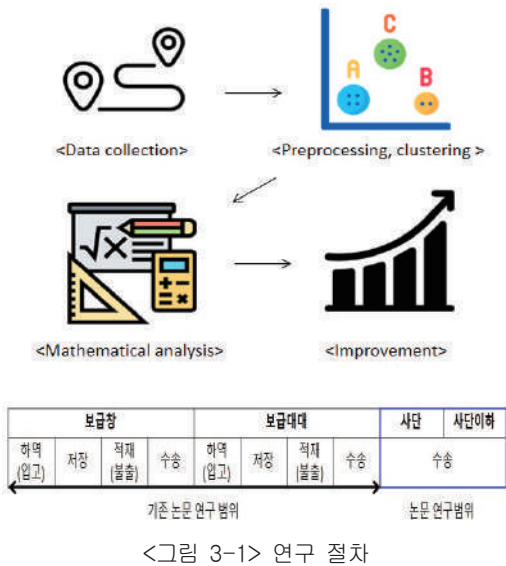 C
A
B
<Data collection>
<Preprocessing, clustering >
√x
<Mathematical analysis>
<Improvement>
보급창 보급대대 사단 사단이하
하역 (입고) 저장 적재 (불출) 수송 하역 (입고) 저장 적재 (불출) 수송 수송
기존 논문 연구 범위 논문 연구범위
<그림 3-1> 연구 절차